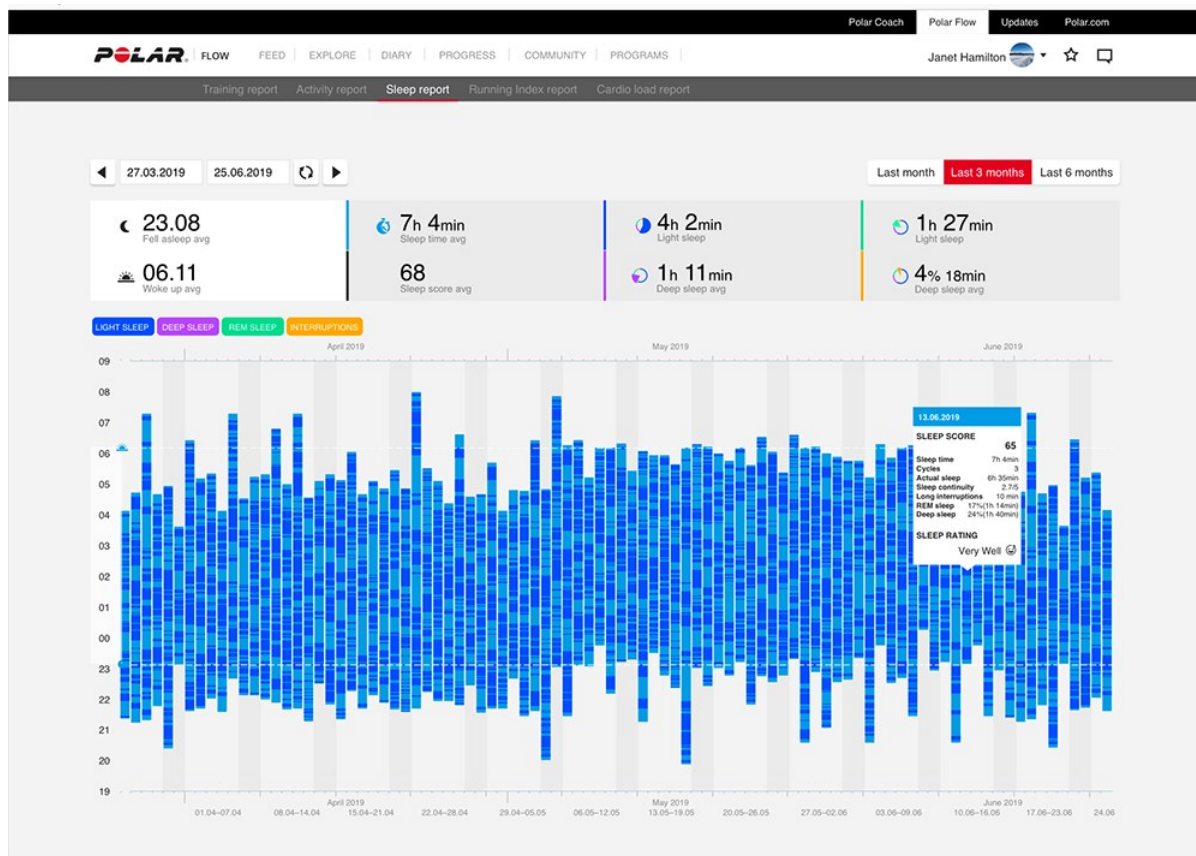 Polar Coach Polar Flow Updates Polar.com
POLAR. FLOW FEED EXPLORE DIARY PROGRESS COMMUNITY PROGRAMS Janet Hamilton
Training report Activity report Sleep report Running Index report Cardio load report
27.03.2019 25.06.2019 Last month Last 3 months Last 6 months
23.08 7h 4min 4h 2min 1h 27min
Fell asleep avg Sleep time avg Light sleep Light sleep
06.11 68 1h 11min 4% 18min
Woke up avg Sleep score avg Deep sleep avg Deep sleep avg
LIGHT SLEEP DEEP SLEEP REM SLEEP INTERRUPTIONS
April 2019 May 2019 June 2019
09
08
07
06
05
04
03
02
01
00
23
22
21
20
19
13.06.2019
SLEEP SCORE
65
Sleep time 7h 4min
Cycles 3
Actual sleep 6h 35min
Sleep continuity 2.7/5
Long interruptions 10 min
REM sleep 17%(1h 14min)
Deep sleep 24%(1h 40min)
SLEEP RATING
Very Well
April 2019 May 2019 June 2019
01.04–07.04 08.04–14.04 15.04–21.04 22.04–28.04 29.04–05.05 06.05–12.05 13.05–19.05 20.05–26.05 27.05–02.06 03.06–09.06 10.06–16.06 17.06–23.06 24.06